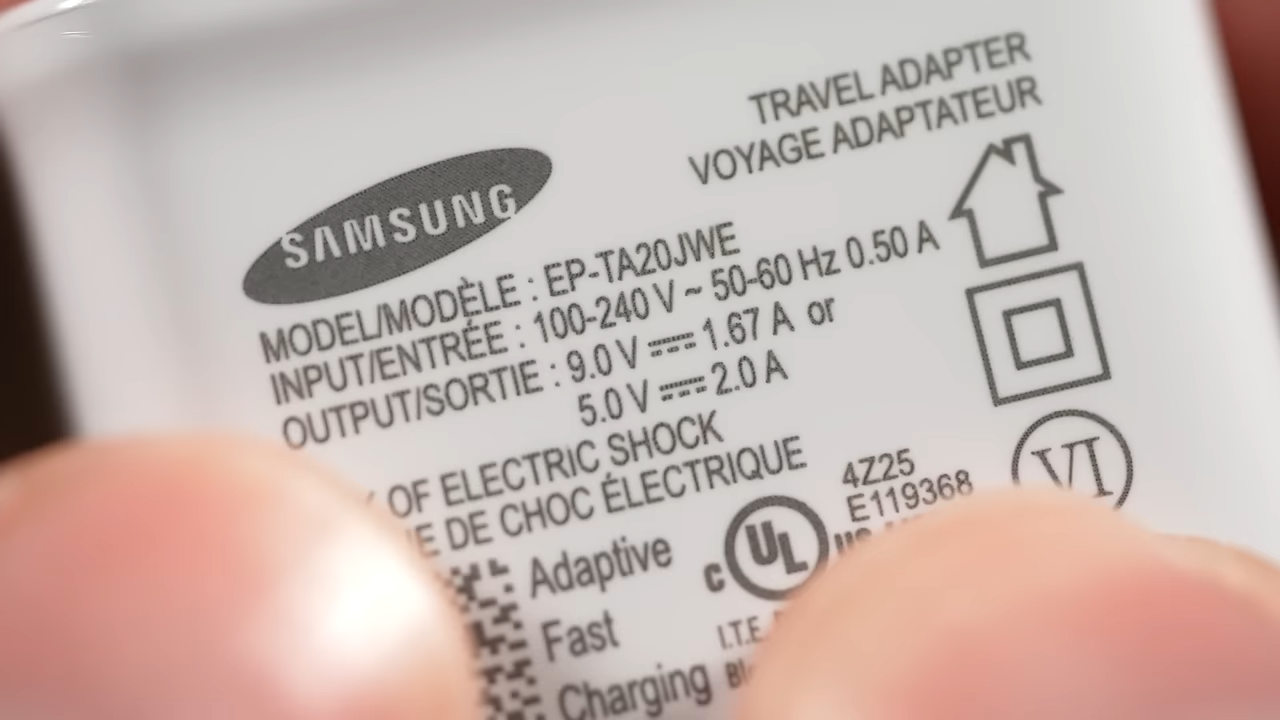 TRAVEL ADAPTER
VOYAGE ADAPTATEUR
SAMSUNG
MODEL/MODÈLE : EP-TA20JWE
INPUT/ENTRÉE : 100-240 V ~ 50-60 Hz 0.50 A
OUTPUT/SORTIE : 9.0 V ⎓ 1.67 A or
5.0 V ⎓ 2.0 A
OF ELECTRIC SHOCK
DE CHOC ÉLECTRIQUE
4Z25
E119368
VI
c UL US
Adaptive
Fast
Charging
I.T.E.